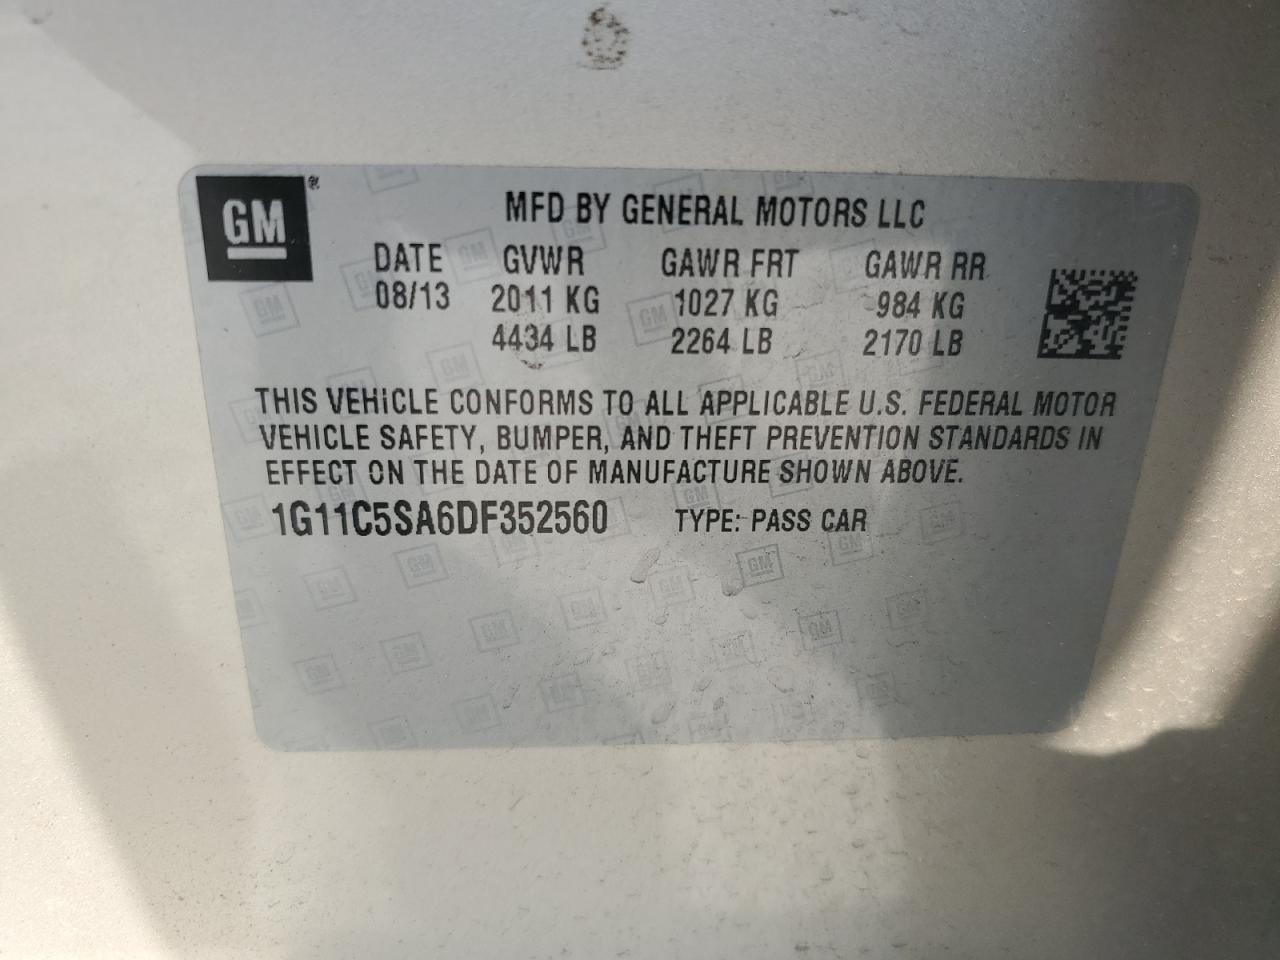 GM®
MFD BY GENERAL MOTORS LLC
DATE GVWR GAWR FRT GAWR RR
08/13 2011 KG 1027 KG 984 KG
4434 LB 2264 LB 2170 LB
THIS VEHICLE CONFORMS TO ALL APPLICABLE U.S. FEDERAL MOTOR
VEHICLE SAFETY, BUMPER, AND THEFT PREVENTION STANDARDS IN
EFFECT ON THE DATE OF MANUFACTURE SHOWN ABOVE.
1G11C5SA6DF352560 TYPE: PASS CAR